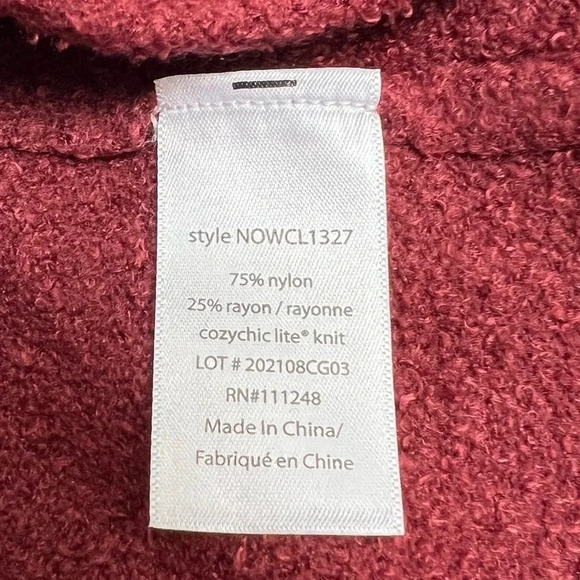 style NOWCL1327
75% nylon
25% rayon / rayonne
cozychic lite® knit
LOT # 202108CG03
RN#111248
Made In China/
Fabriqué en Chine